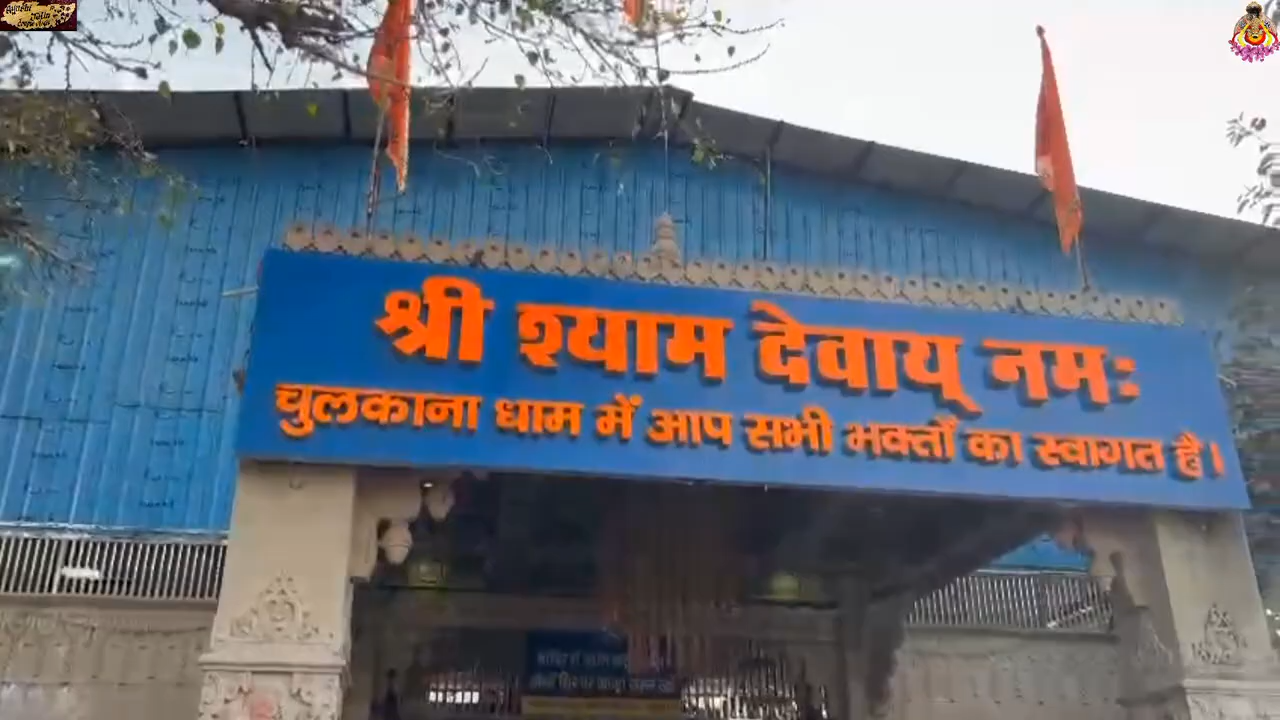 श्री श्याम देवाय् नमः
चुलकाना धाम में आप सभी भक्तों का स्वागत है।